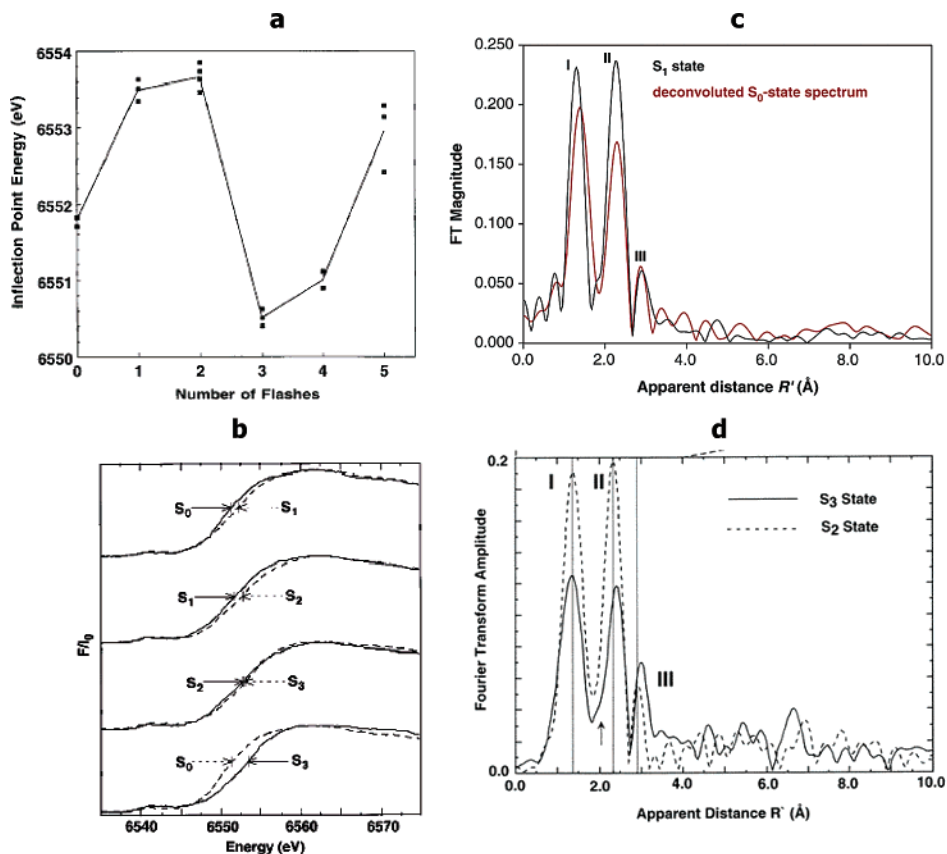 a
6554
6553
6552
6551
6550
Inflection Point Energy (eV)
0 1 2 3 4 5
Number of Flashes
b
S0 S1
S1 S2
S2 S3
S0 S3
F/I0
6540 6550 6560 6570
Energy (eV)
c
0.250
0.200
0.150
0.100
0.050
0.000
FT Magnitude
I II III
S1 state
deconvoluted S0-state spectrum
0.0 2.0 4.0 6.0 8.0 10.0
Apparent distance R' (Å)
d
0.2
0.0
Fourier Transform Amplitude
I II III
S3 State
S2 State
0.0 2.0 4.0 6.0 8.0 10.0
Apparent Distance R` (Å)